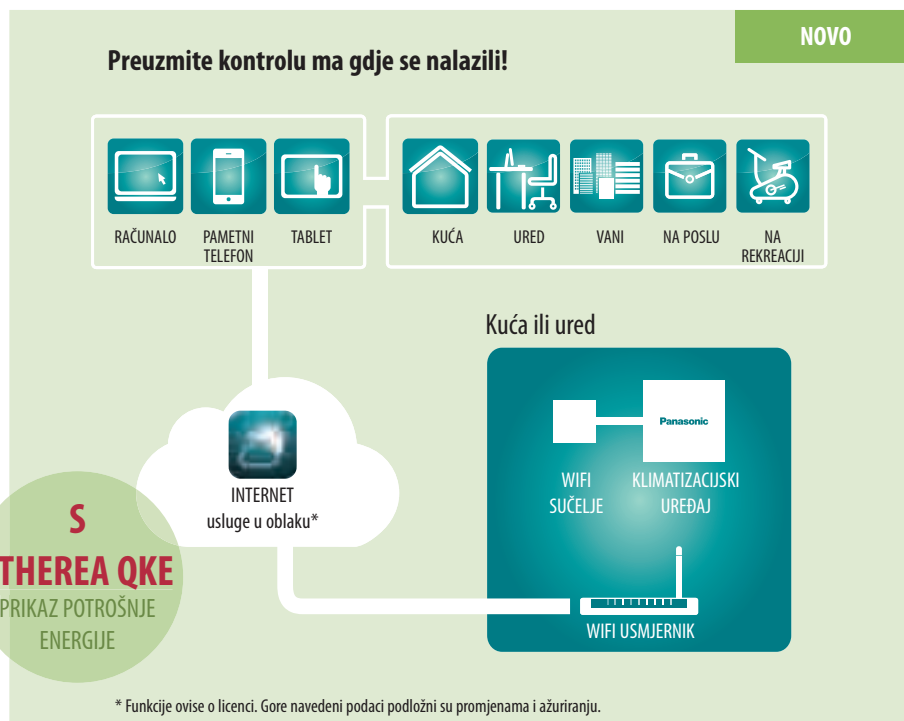 NOVO
Preuzmite kontrolu ma gdje se nalazili!
RAČUNALO
PAMETNI
TELEFON
TABLET
KUĆA
URED
VANI
NA POSLU
NA
REKREACIJI
Kuća ili ured
Panasonic
WIFI
SUČELJE
KLIMATIZACIJSKI
UREĐAJ
INTERNET
usluge u oblaku*
S
THEREA QKE
PRIKAZ POTROŠNJE
ENERGIJE
WIFI USMJERNIK
* Funkcije ovise o licenci. Gore navedeni podaci podložni su promjenama i ažuriranju.